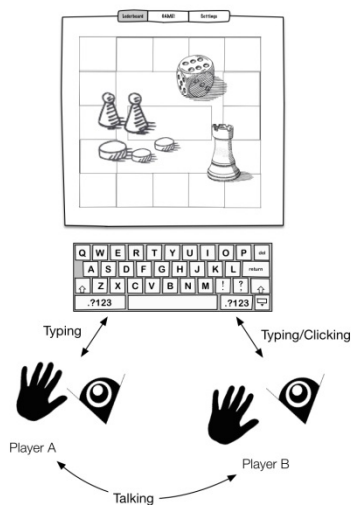 Leaderboard GAME! Settings
Q W E R T Y U I O P del
A S D F G H J K L return
Z X C V B N M ! ?
, .
.?123 .?123
Typing Typing/Clicking
Player A Player B
Talking